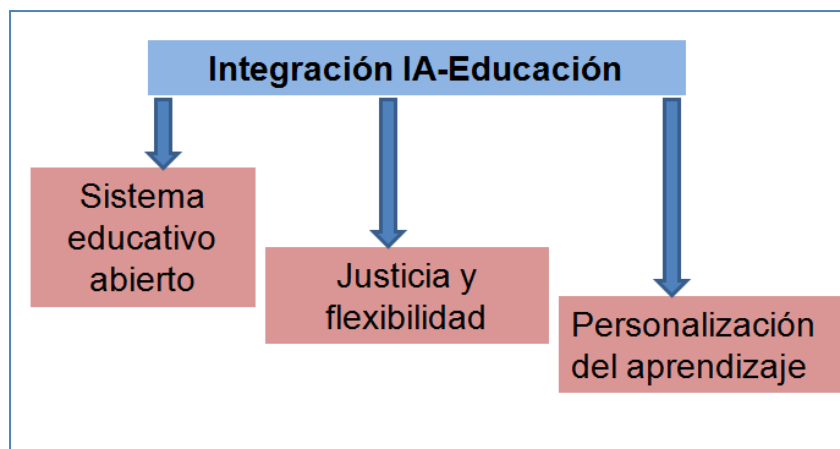 Integración IA-Educación
Sistema
educativo
abierto
Justicia y
flexibilidad
Personalización
del aprendizaje